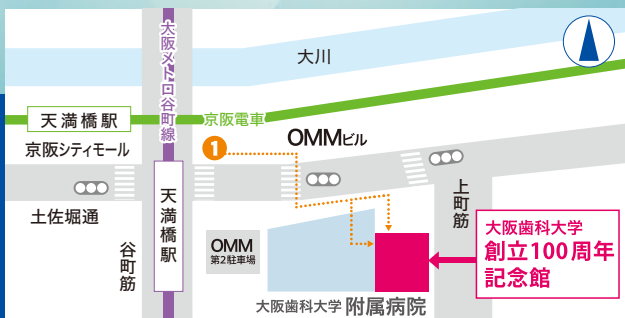 大川
大阪メトロ谷町線
天満橋駅
京阪電車
京阪シティモール
1
OMMビル
土佐堀通
天満橋駅
谷町筋
上町筋
OMM
第2駐車場
大阪歯科大学
創立100周年
記念館
大阪歯科大学 附属病院